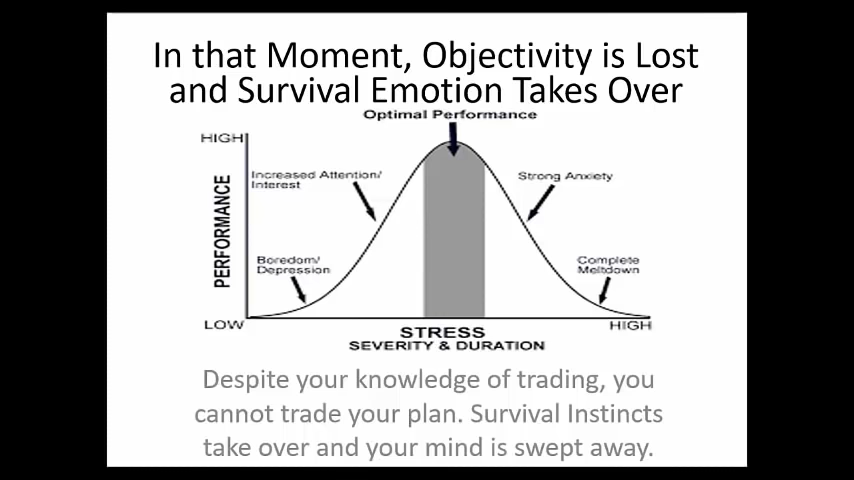 In that Moment, Objectivity is Lost
and Survival Emotion Takes Over
Optimal Performance
HIGH
Increased Attention/
Interest
Strong Anxiety
PERFORMANCE
Boredom/
Depression
Complete
Meltdown
LOW
HIGH
STRESS
SEVERITY & DURATION
Despite your knowledge of trading, you
cannot trade your plan. Survival Instincts
take over and your mind is swept away.